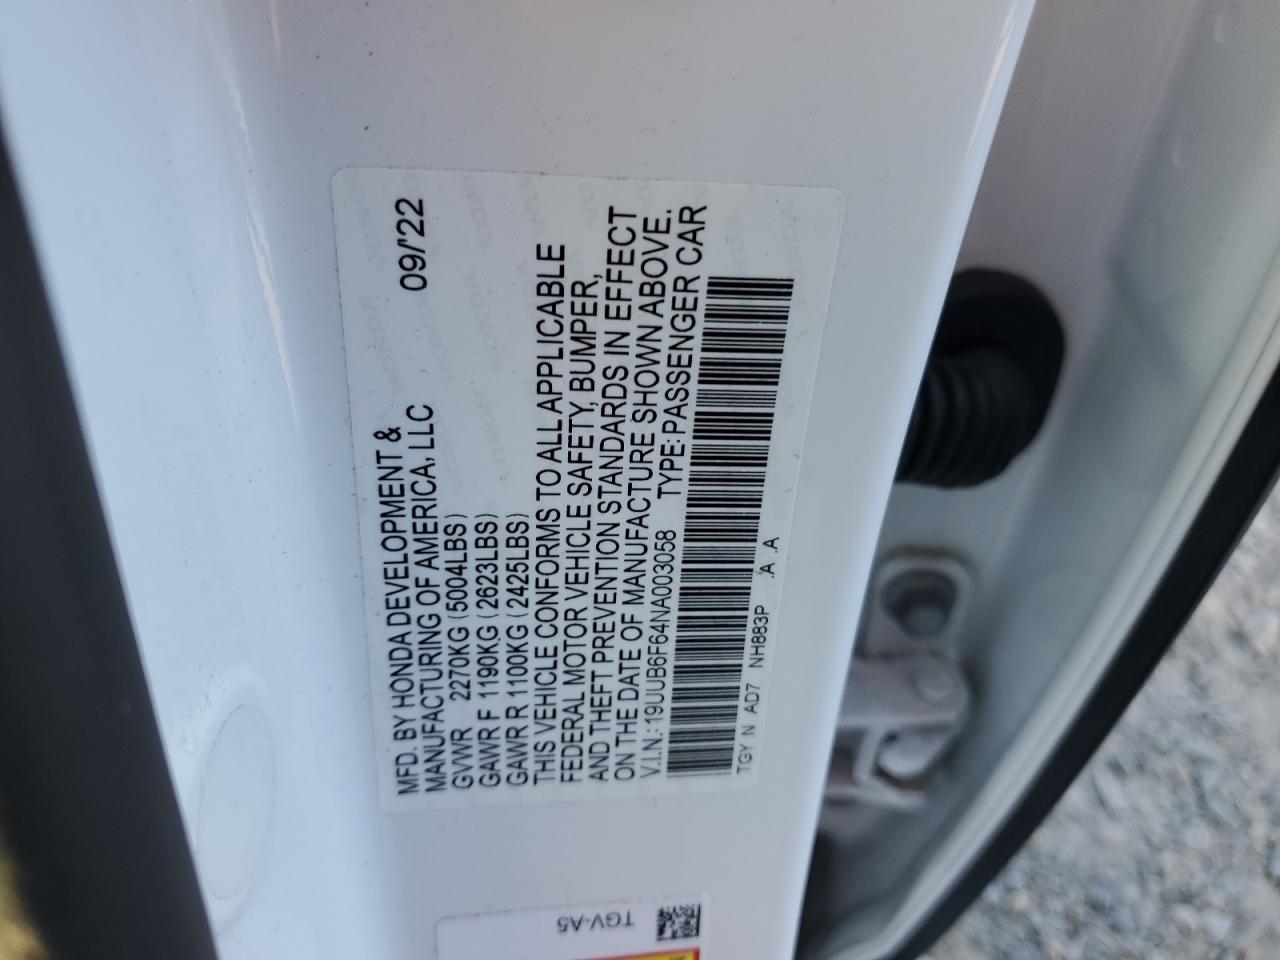 MFD. BY HONDA DEVELOPMENT &
MANUFACTURING OF AMERICA, LLC 09/'22
GVWR 2270KG (5004LBS)
GAWR F 1190KG (2623LBS)
GAWR R 1100KG (2425LBS)
THIS VEHICLE CONFORMS TO ALL APPLICABLE
FEDERAL MOTOR VEHICLE SAFETY, BUMPER,
AND THEFT PREVENTION STANDARDS IN EFFECT
ON THE DATE OF MANUFACTURE SHOWN ABOVE.
V.I.N.: 19UUB6F64NA003058 TYPE: PASSENGER CAR
TGY N AD7 NH883P .A .A
TGV-A5